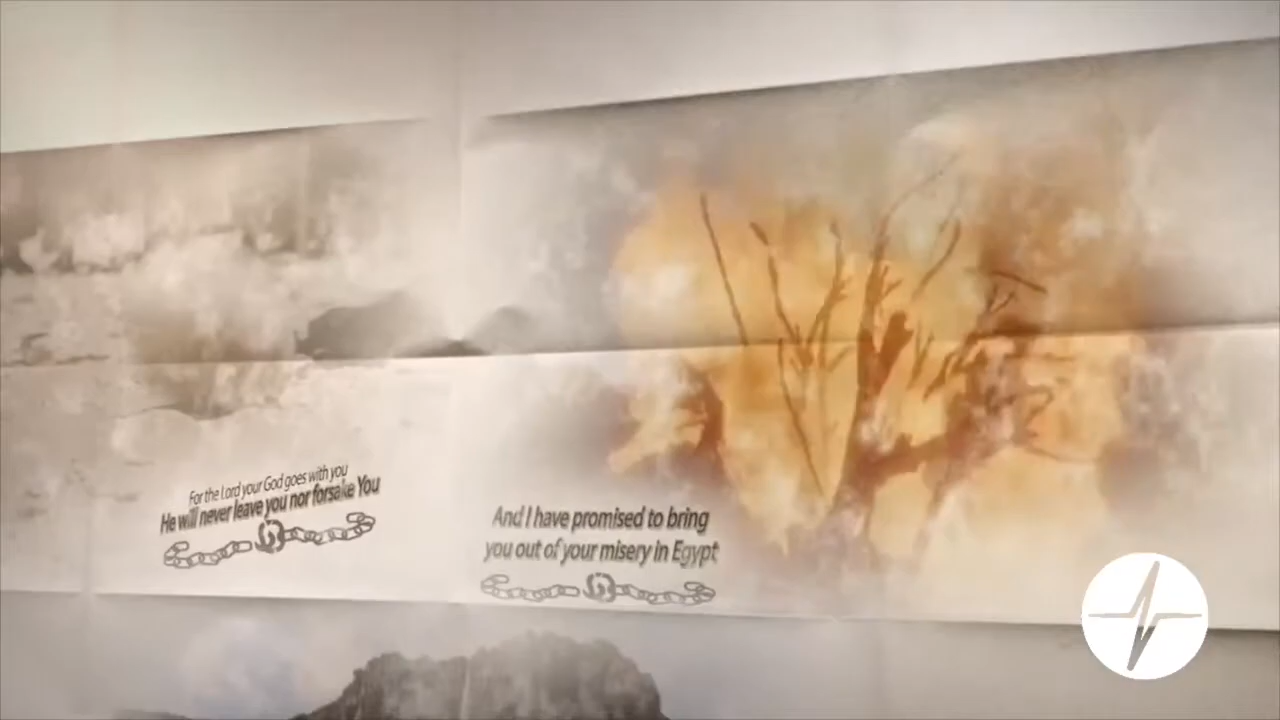 For the Lord your God goes with you
He will never leave you nor forsake You
And I have promised to bring
you out of your misery in Egypt